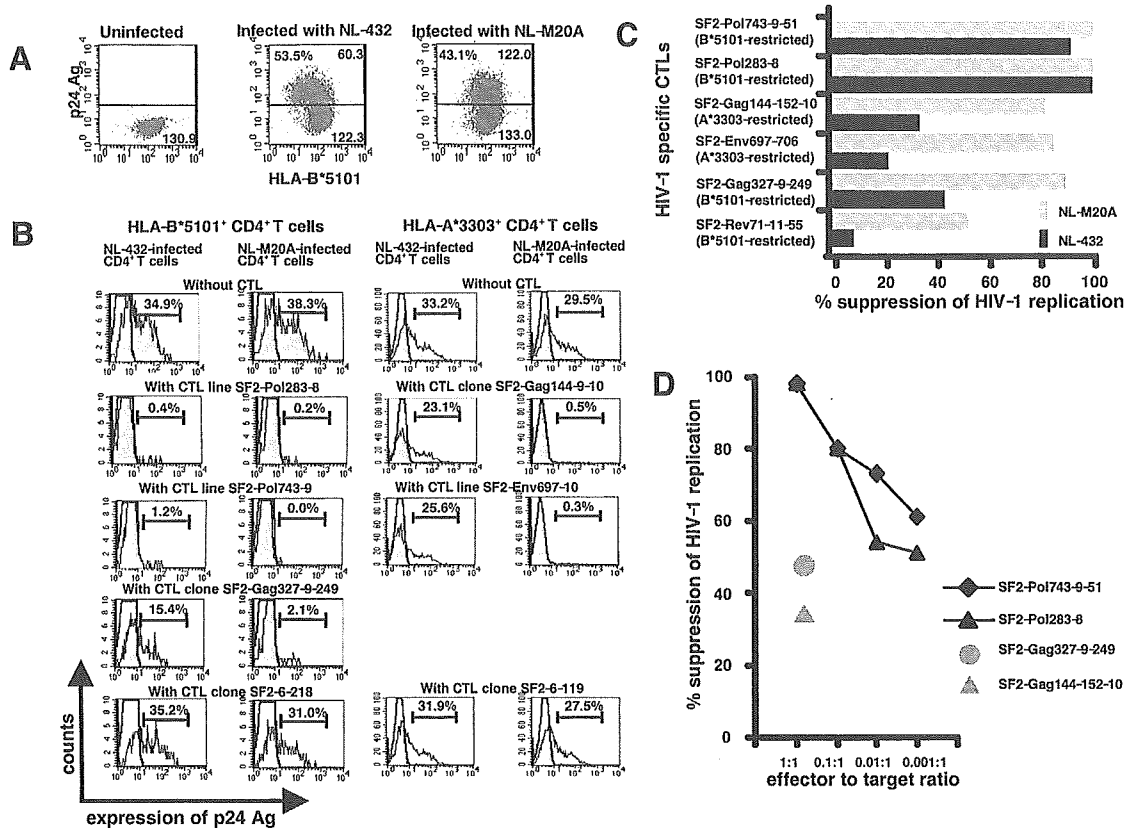 A
Uninfected
Infected with NL-432
Infected with NL-M20A
p24 Ag
130.9
53.5%
60.3
122.3
43.1%
122.0
133.0
HLA-B*5101
B
HLA-B*5101+ CD4+ T cells
HLA-A*3303+ CD4+ T cells
NL-432-infected CD4+T cells
NL-M20A-infected CD4+T cells
NL-432-infected CD4+T cells
NL-M20A-infected CD4+T cells
Without CTL
Without CTL
34.9%
38.3%
33.2%
29.5%
With CTL line SF2-Pol283-8
With CTL clone SF2-Gag144-9-10
0.4%
0.2%
23.1%
0.5%
With CTL line SF2-Pol743-9
With CTL line SF2-Env697-10
1.2%
0.0%
25.6%
0.3%
With CTL clone SF2-Gag327-9-249
15.4%
2.1%
With CTL clone SF2-6-218
With CTL clone SF2-6-119
35.2%
31.0%
31.9%
27.5%
counts
expression of p24 Ag
C
HIV-1 specific CTLs
SF2-Pol743-9-51
(B*5101-restricted)
SF2-Pol283-8
(B*5101-restricted)
SF2-Gag144-152-10
(A*3303-restricted)
SF2-Env697-706
(A*3303-restricted)
SF2-Gag327-9-249
(B*5101-restricted)
SF2-Rev71-11-55
(B*5101-restricted)
NL-M20A
NL-432
0 20 40 60 80 100
% suppression of HIV-1 replication
D
% suppression of HIV-1 replication
100
80
60
40
20
0
SF2-Pol743-9-51
SF2-Pol283-8
SF2-Gag327-9-249
SF2-Gag144-152-10
1:1 0.1:1 0.01:1 0.001:1
effector to target ratio